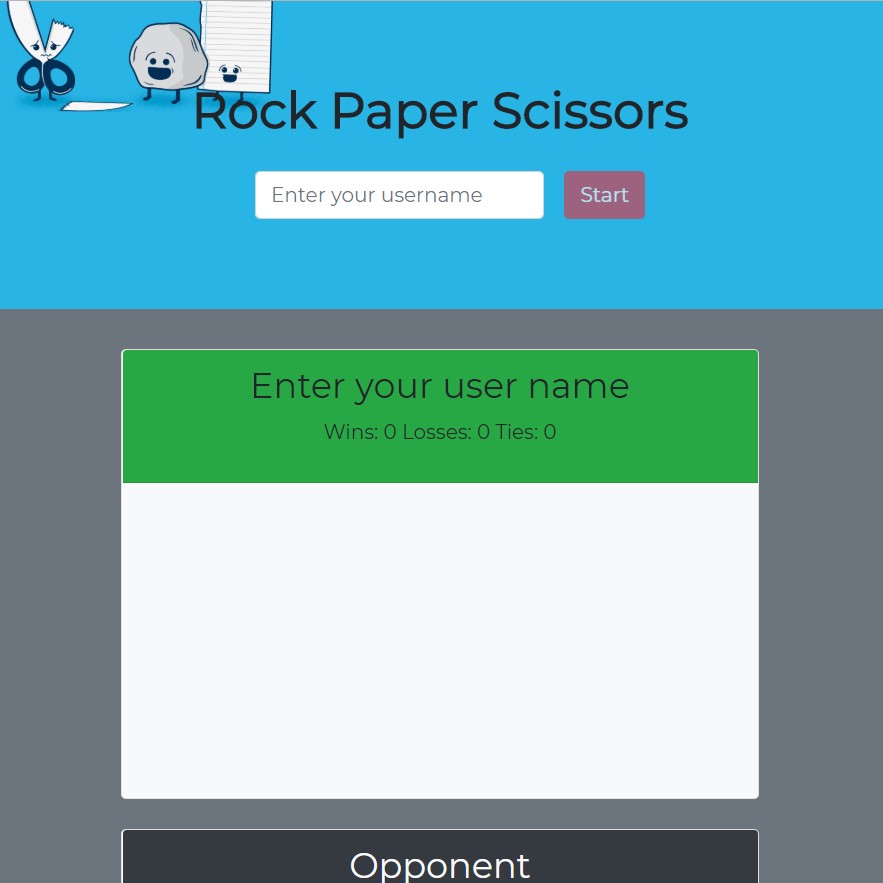 Rock Paper Scissors
Enter your username
Start
Enter your user name
Wins: 0 Losses: 0 Ties: 0
Opponent